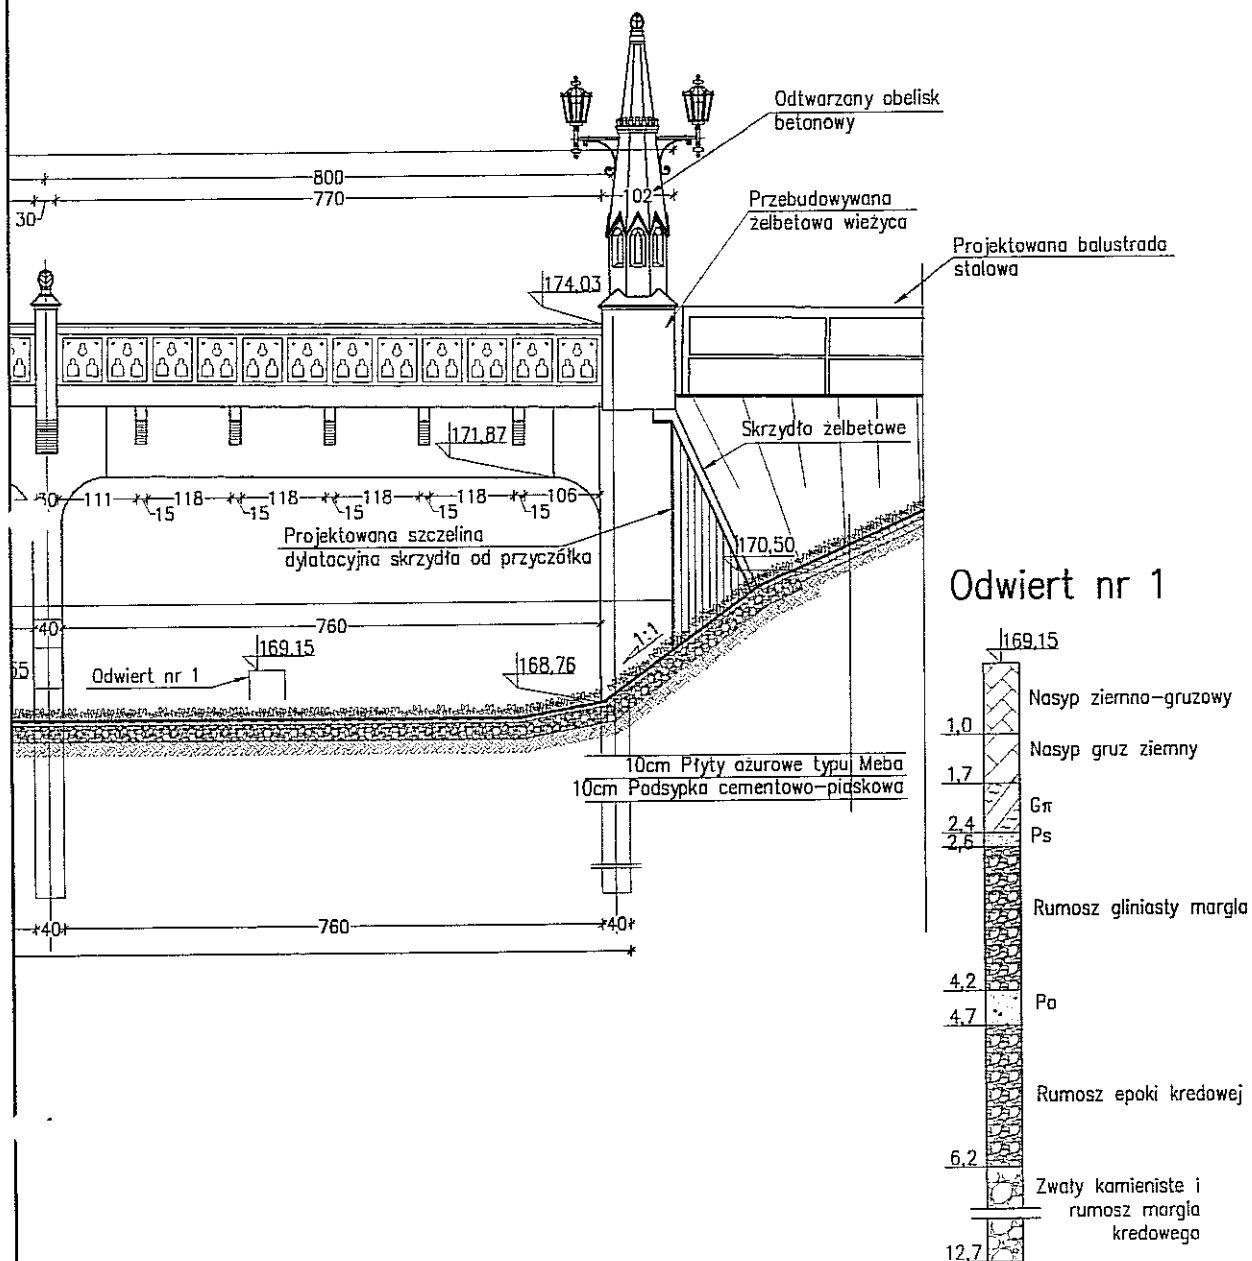 Odtwarzany obelisk
betonowy
800
770
102
30
Przebudowywana
żelbetowa wieżyca
Projektowana balustrada
stalowa
174,03
171,87
Skrzydło żelbetowe
111
118
118
118
118
106
15
15
15
15
15
Projektowana szczelina
dylatacyjna skrzydła od przyczółka
170,50
Odwiert nr 1
40
760
1:1
169,15
168,76
Odwiert nr 1
10cm Płyty ażurowe typu Meba
10cm Podsypka cementowo-piaskowa
40
760
40
169,15
Nasyp ziemno-gruzowy
1,0
Nasyp gruz ziemny
1,7
Gπ
2,4
Ps
2,6
Rumosz gliniasty margla
4,2
Po
4,7
Rumosz epoki kredowej
6,2
Zwały kamieniste i
rumosz margla
kredowego
12,7